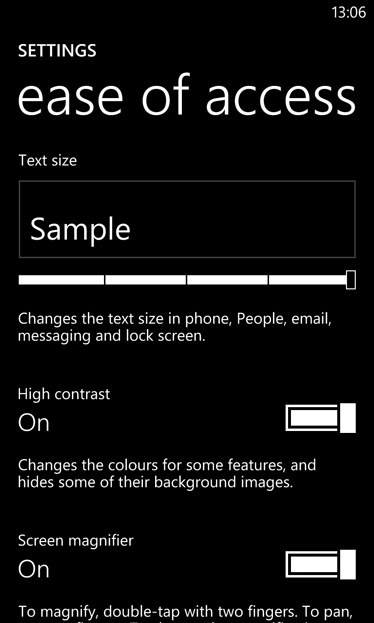 13:06
SETTINGS
ease of access
Text size
Sample
Changes the text size in phone, People, email,
messaging and lock screen.
High contrast
On
Changes the colours for some features, and
hides some of their background images.
Screen magnifier
On
To magnify, double-tap with two fingers. To pan,